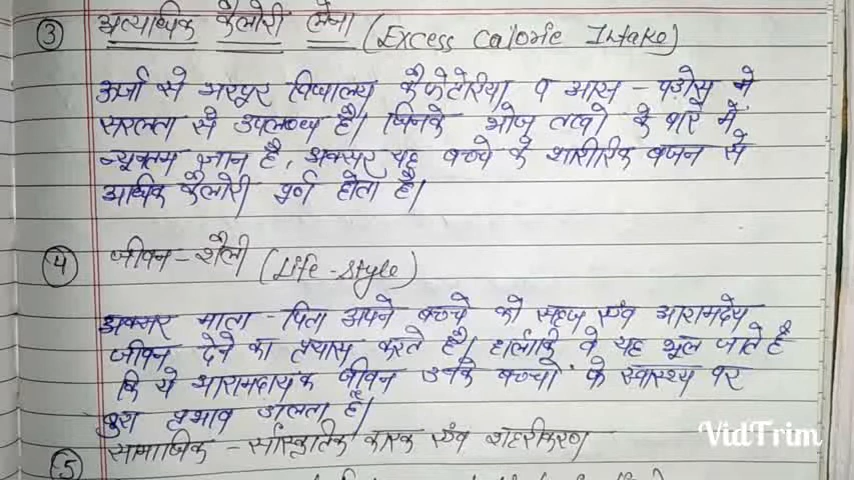 ③ अत्याधिक कैलोरी लेना (Excess Calorie Intake)
ऊर्जा से भरपूर विघालय कैफेटेरिया व आस - पड़ोस मे
सरलता से उपलब्ध है। जिनके भोज्य तत्वो के बारे में
न्यूनतम ज्ञान है, अक्सर यह बच्चे के शारीरिक वजन से
अधिक कैलोरी पूर्ण होता है।
④ जीवन - शैली (Life - Style)
अक्सर माता - पिता अपने बच्चे को सहज एवं आरामदेय
जीवन देने का प्रयास करते है। हालांकि वे यह भूल जाते है
कि ये आरामदायक जीवन उनके बच्चों के स्वास्थ्य पर
बुरा प्रभाव डालता है।
⑤ सामाजिक - सांस्कृतिक कारक एवं शहरीकरण
VidTrim